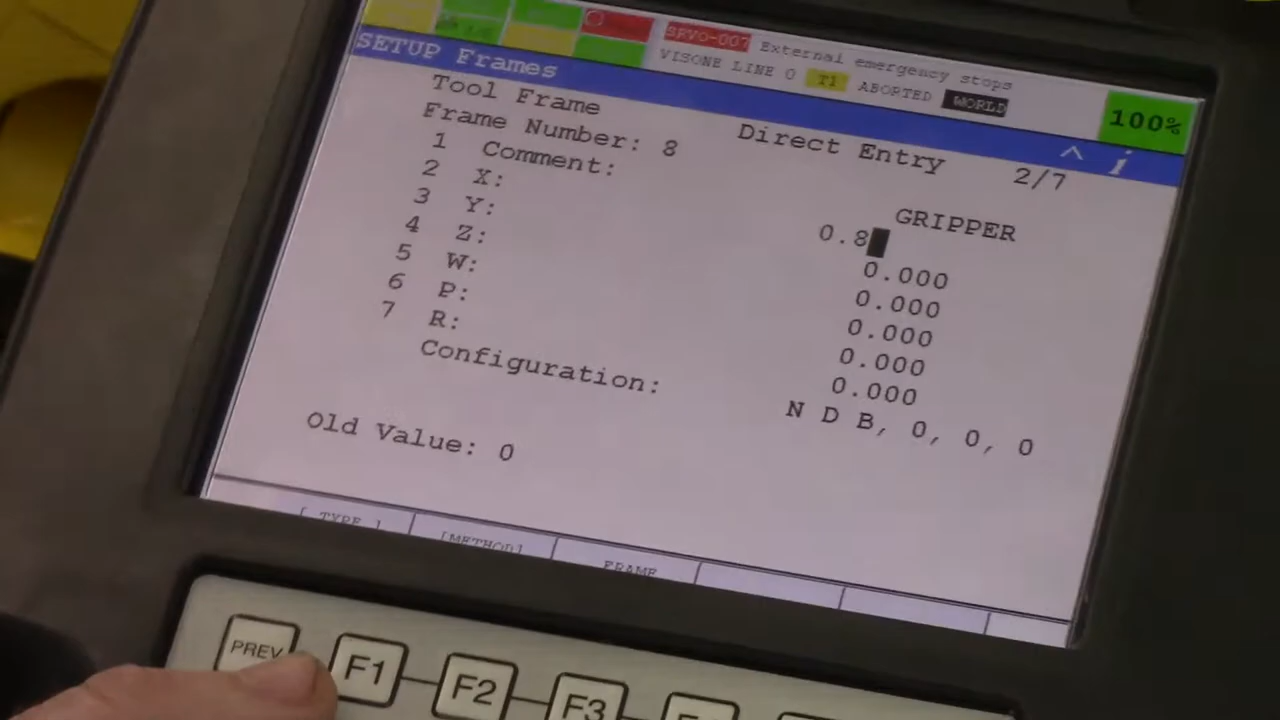 SRVO-007 External emergency stops
VISONE LINE 0 T1 ABORTED WORLD
100%
SETUP Frames
Tool Frame Direct Entry 2/7
Frame Number: 8
1 Comment: GRIPPER
2 X: 0.8
3 Y: 0.000
4 Z: 0.000
5 W: 0.000
6 P: 0.000
7 R: 0.000
Configuration: N D B, 0, 0, 0
Old Value: 0
[ TYPE ] [METHOD] FRAME
PREV F1 F2 F3